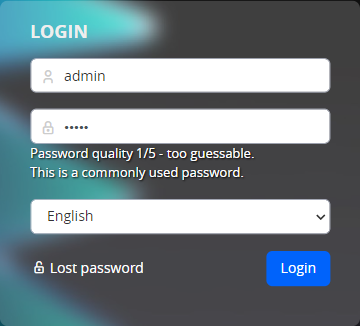 LOGIN
admin
•••••
Password quality 1/5 - too guessable.
This is a commonly used password.
English
Lost password
Login